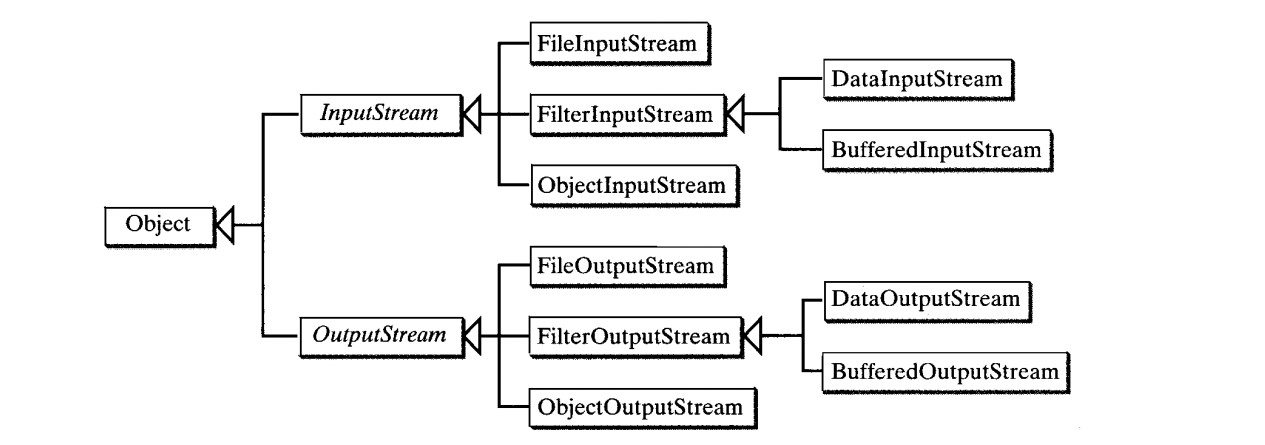 FileInputStream
DataInputStream
InputStream
FilterInputStream
BufferedInputStream
ObjectInputStream
Object
FileOutputStream
DataOutputStream
OutputStream
FilterOutputStream
BufferedOutputStream
ObjectOutputStream